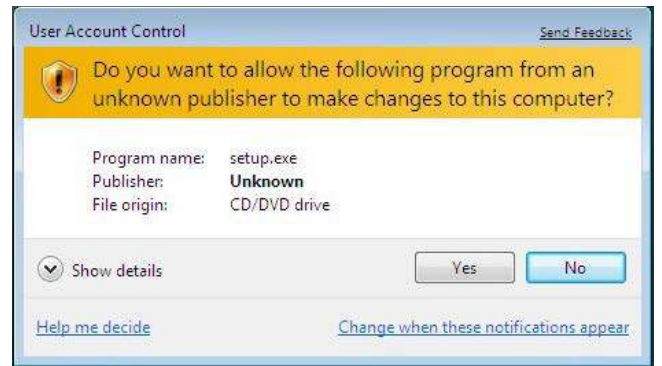 User Account Control
Send Feedback
Do you want to allow the following program from an
unknown publisher to make changes to this computer?
Program name: setup.exe
Publisher: Unknown
File origin: CD/DVD drive
Show details
Yes
No
Help me decide
Change when these notifications appear